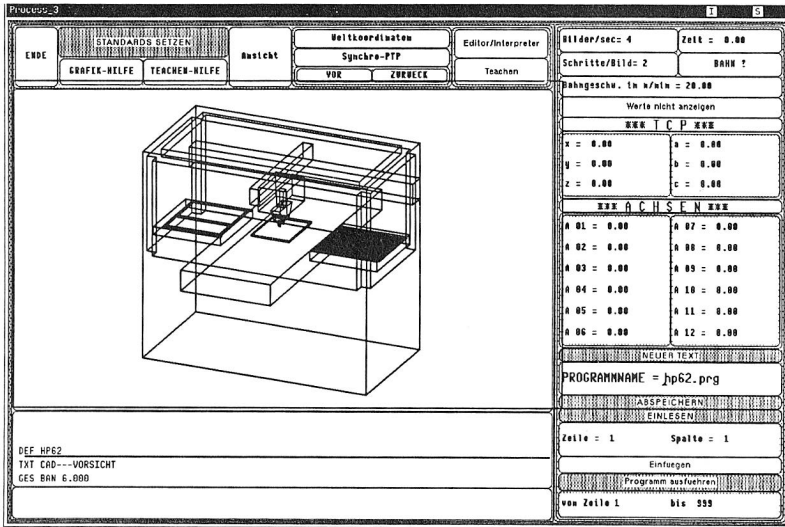 Process_3
I S
ENDE
STANDARDS SETZEN
GRAFIK-HILFE TEACHEN-HILFE
Ansicht
Weltkoordinaten
Synchro-PTP
VOR ZURUECK
Editor/Interpreter
Teachen
Bilder/sec= 4 Zeit = 0.00
Schritte/Bild= 2 BAHN ?
Bahngeschw. in m/min = 20.00
Werte nicht anzeigen
*** T C P ***
x = 0.00 a = 0.00
y = 0.00 b = 0.00
z = 0.00 c = 0.00
*** A C H S E N ***
A 01 = 0.00 A 07 = 0.00
A 02 = 0.00 A 08 = 0.00
A 03 = 0.00 A 09 = 0.00
A 04 = 0.00 A 10 = 0.00
A 05 = 0.00 A 11 = 0.00
A 06 = 0.00 A 12 = 0.00
NEUER TEXT
PROGRAMMNAME = hp62.prg
ABSPEICHERN
EINLESEN
Zeile = 1 Spalte = 1
Einfuegen
Programm ausfuehren
von Zeile 1 bis 999
DEF HP62
TXT CAD---VORSICHT
GES BAN 6.000